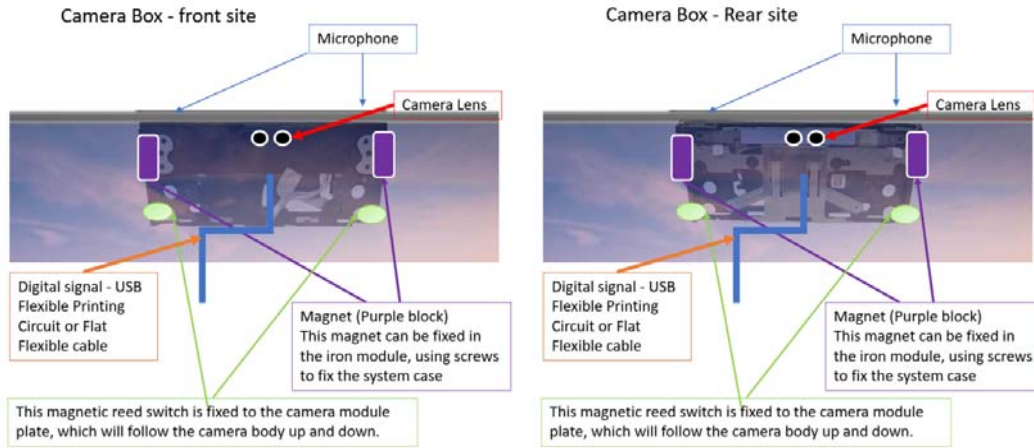 Camera Box - front site
Microphone
Camera Lens
Digital signal - USB
Flexible Printing
Circuit or Flat
Flexible cable
Magnet (Purple block)
This magnet can be fixed in
the iron module, using screws
to fix the system case
This magnetic reed switch is fixed to the camera module
plate, which will follow the camera body up and down.
Camera Box - Rear site
Microphone
Camera Lens
Digital signal - USB
Flexible Printing
Circuit or Flat
Flexible cable
Magnet (Purple block)
This magnet can be fixed in
the iron module, using screws
to fix the system case
This magnetic reed switch is fixed to the camera module
plate, which will follow the camera body up and down.